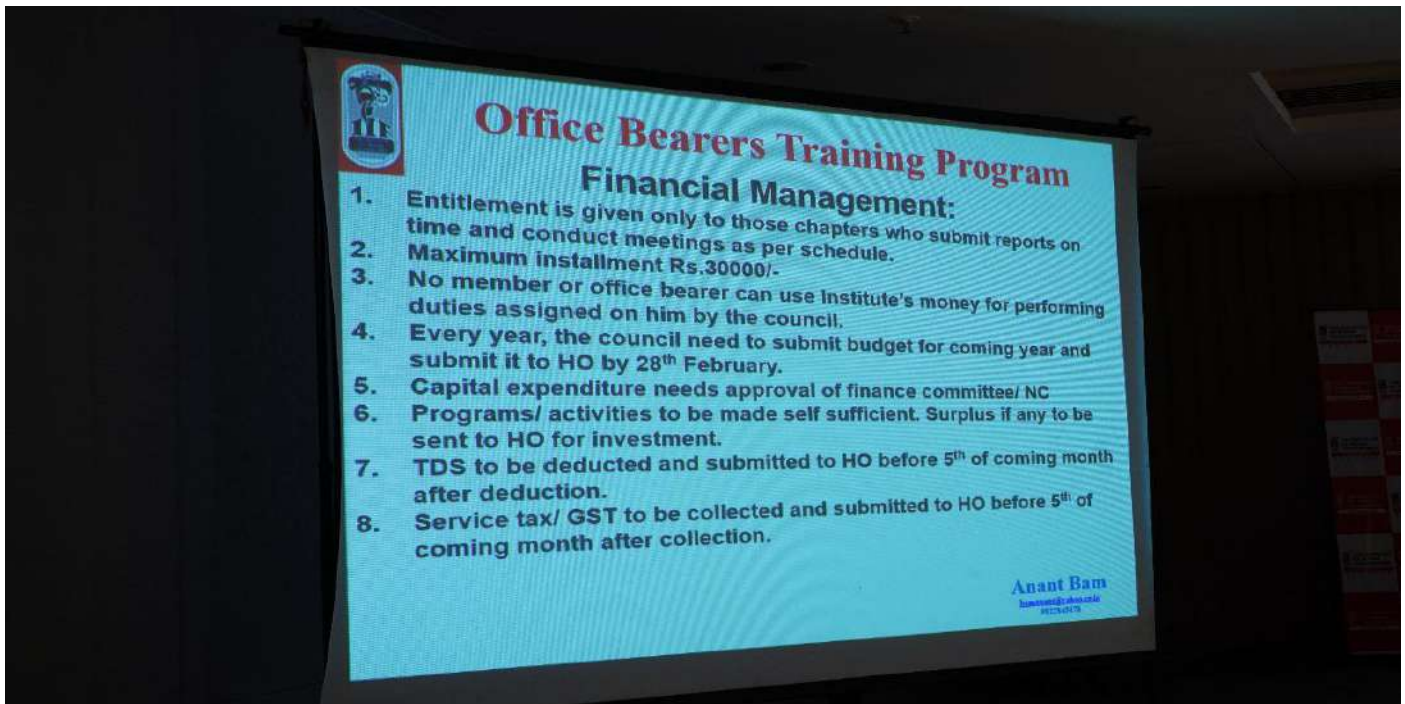 IIF
Office Bearers Training Program
Financial Management:
1. Entitlement is given only to those chapters who submit reports on
time and conduct meetings as per schedule.
2. Maximum installment Rs.30000/-
3. No member or office bearer can use Institute's money for performing
duties assigned on him by the council.
4. Every year, the council need to submit budget for coming year and
submit it to HO by 28th February.
5. Capital expenditure needs approval of finance committee/ NC
6. Programs/ activities to be made self sufficient. Surplus if any to be
sent to HO for investment.
7. TDS to be deducted and submitted to HO before 5th of coming month
after deduction.
8. Service tax/ GST to be collected and submitted to HO before 5th of
coming month after collection.
Anant Bam